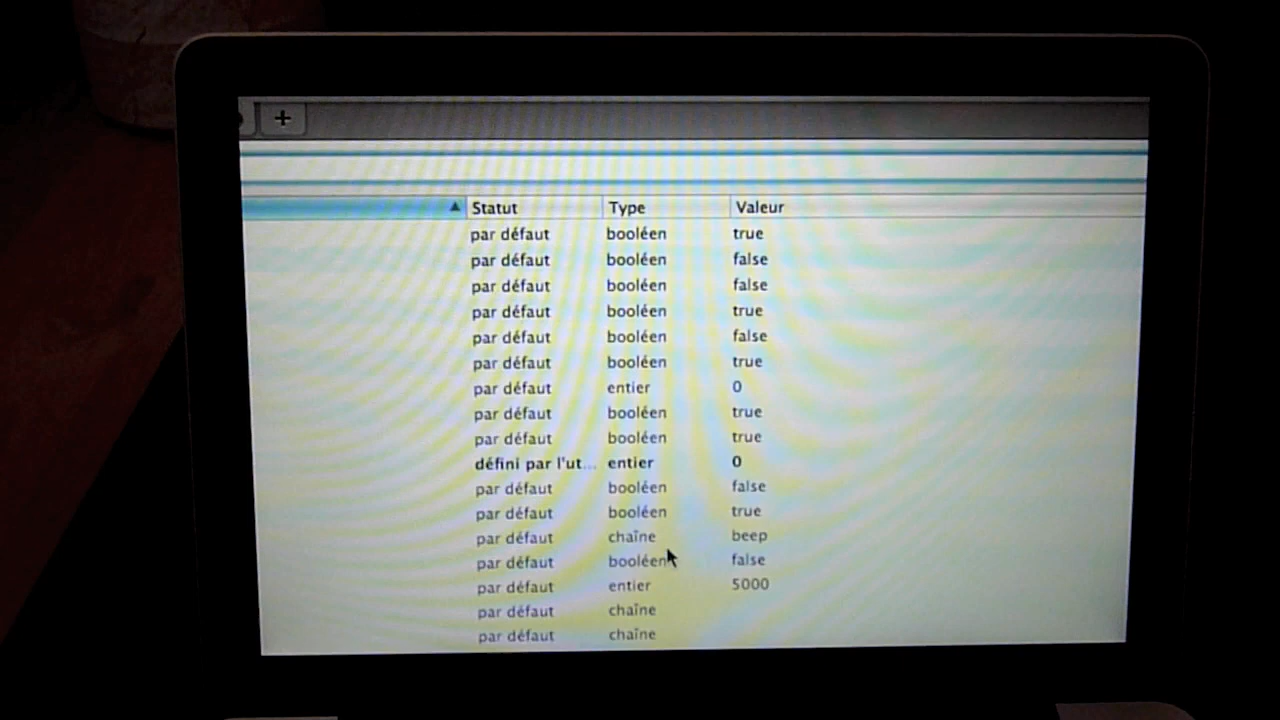 +
Statut Type Valeur
par défaut booléen true
par défaut booléen false
par défaut booléen false
par défaut booléen true
par défaut booléen false
par défaut booléen true
par défaut entier 0
par défaut booléen true
par défaut booléen true
défini par l'ut... entier 0
par défaut booléen false
par défaut booléen true
par défaut chaîne beep
par défaut booléen false
par défaut entier 5000
par défaut chaîne
par défaut chaîne